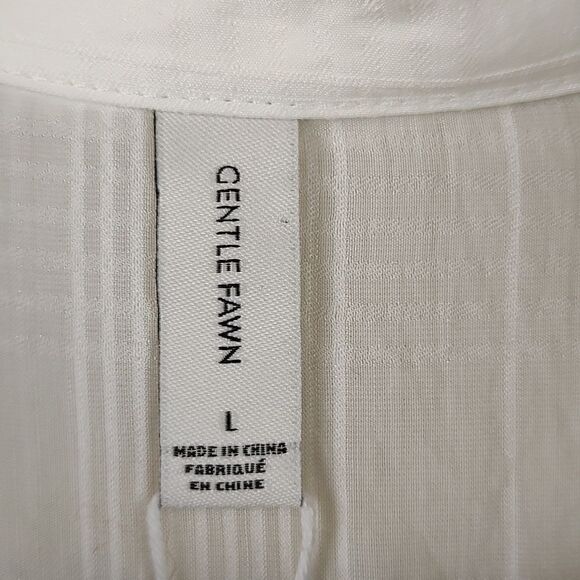 GENTLE FAWN
L
MADE IN CHINA
FABRIQUÉ
EN CHINE